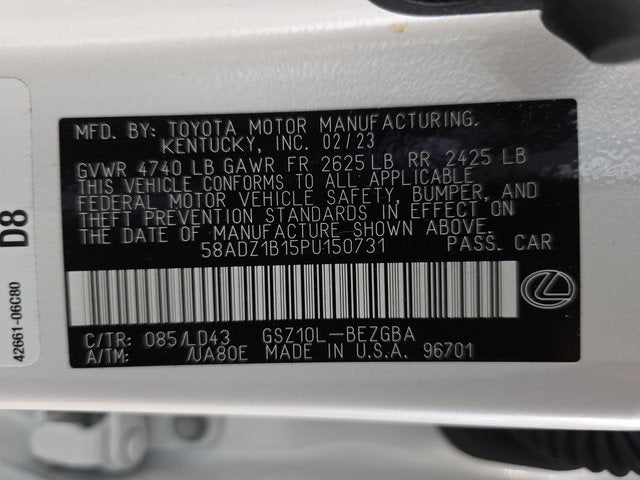 MFD. BY: TOYOTA MOTOR MANUFACTURING.
KENTUCKY, INC. 02/23
GVWR 4740 LB GAWR FR 2625 LB RR 2425 LB
THIS VEHICLE CONFORMS TO ALL APPLICABLE
FEDERAL MOTOR VEHICLE SAFETY, BUMPER, AND
THEFT PREVENTION STANDARDS IN EFFECT ON
THE DATE OF MANUFACTURE SHOWN ABOVE.
58ADZ1B15PU150731 PASS. CAR
C/TR: 085/LD43 GSZ10L-BEZGBA
A/TM: /UA80E MADE IN U.S.A. 96701
D8
42661-06C80